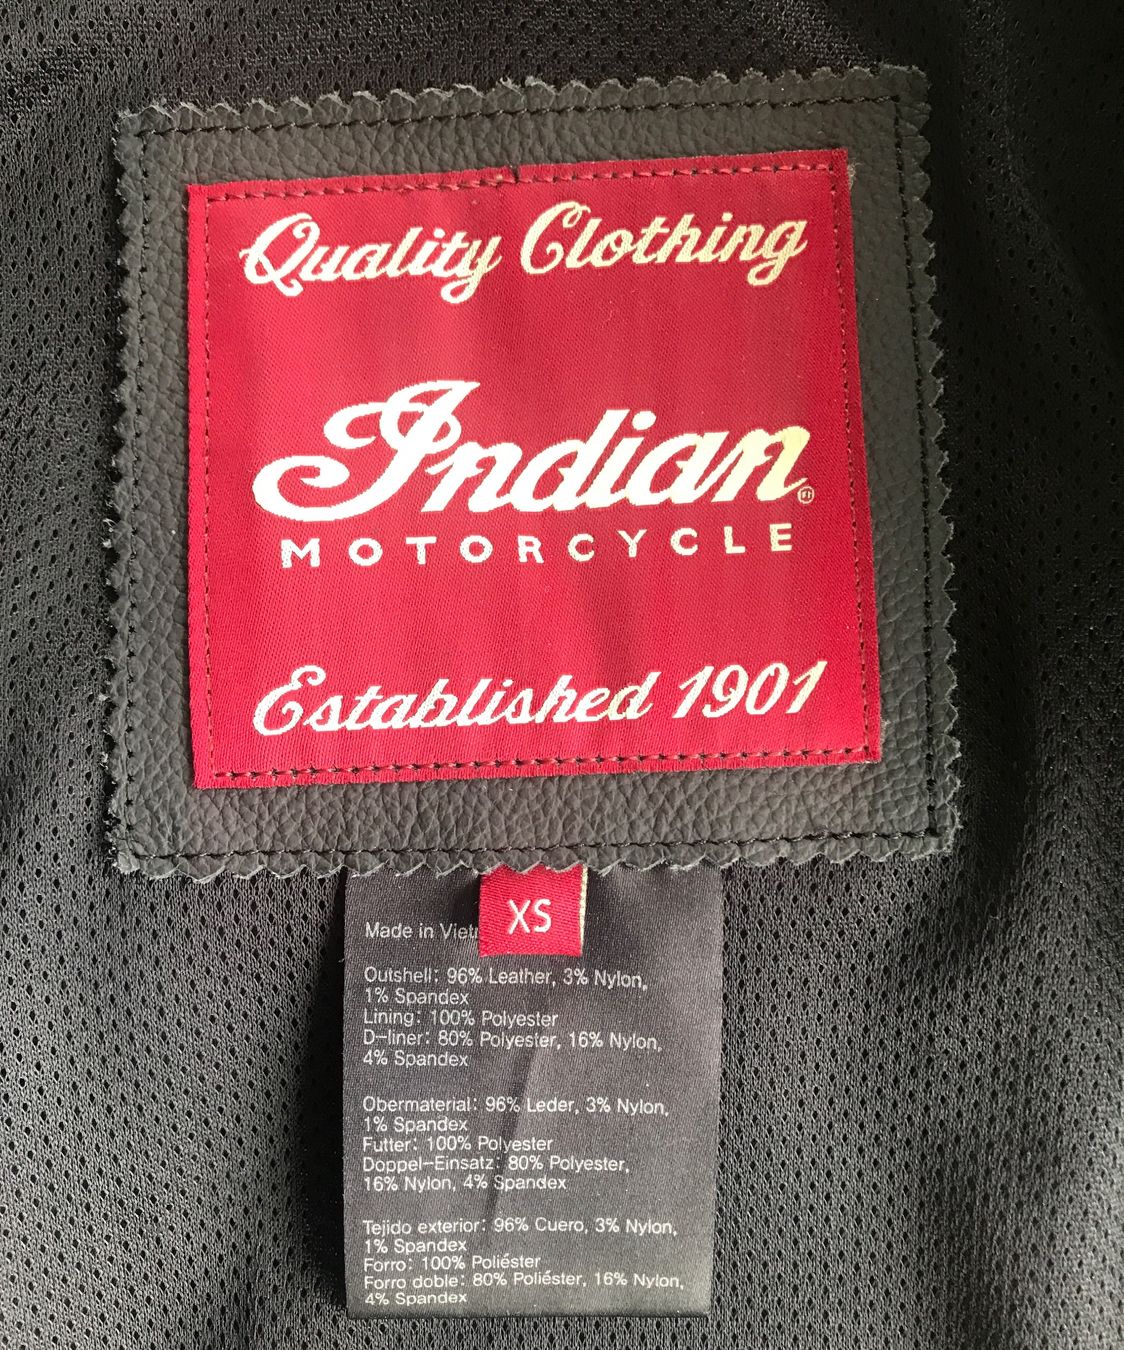 Quality Clothing
Indian®
MOTORCYCLE
Established 1901
XS
Made in
Outshell: 96% Leather, 3% Nylon,
1% Spandex
Lining: 100% Polyester
D-liner: 80% Polyester, 16% Nylon,
4% Spandex
Obermaterial: 96% Leder, 3% Nylon,
1% Spandex
Futter: 100% Polyester
Doppel-Einsatz: 80% Polyester,
16% Nylon, 4% Spandex
Tejido exterior: 96% Cuero, 3% Nylon,
1% Spandex
Forro: 100% Poliéster
Forro doble: 80% Poliéster, 16% Nylon,
4% Spandex